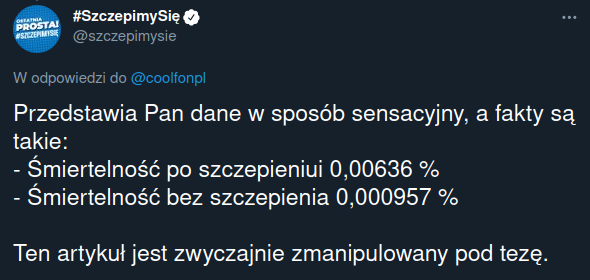 #SzczepimySię
@szczepimysie
OSTATNIA
PROSTA!
#SZCZEPIMYSIĘ
W odpowiedzi do @coolfonpl
Przedstawia Pan dane w sposób sensacyjny, a fakty są
takie:
- Śmiertelność po szczepieniui 0,00636 %
- Śmiertelność bez szczepienia 0,000957 %
Ten artykuł jest zwyczajnie zmanipulowany pod tezę.